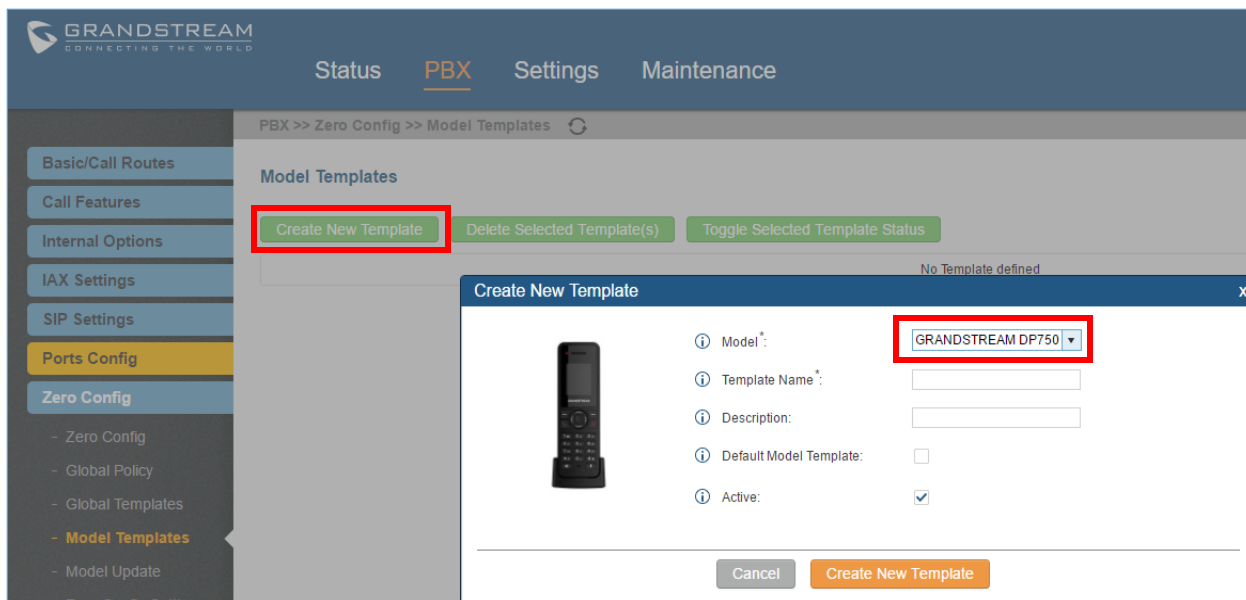 GRANDSTREAM
CONNECTING THE WORLD
Status PBX Settings Maintenance
PBX >> Zero Config >> Model Templates
Basic/Call Routes
Call Features
Internal Options
IAX Settings
SIP Settings
Ports Config
Zero Config
- Zero Config
- Global Policy
- Global Templates
- Model Templates
- Model Update
Model Templates
Create New Template Delete Selected Template(s) Toggle Selected Template Status
No Template defined
Create New Template x
Model*: GRANDSTREAM DP750
Template Name*:
Description:
Default Model Template:
Active:
Cancel Create New Template